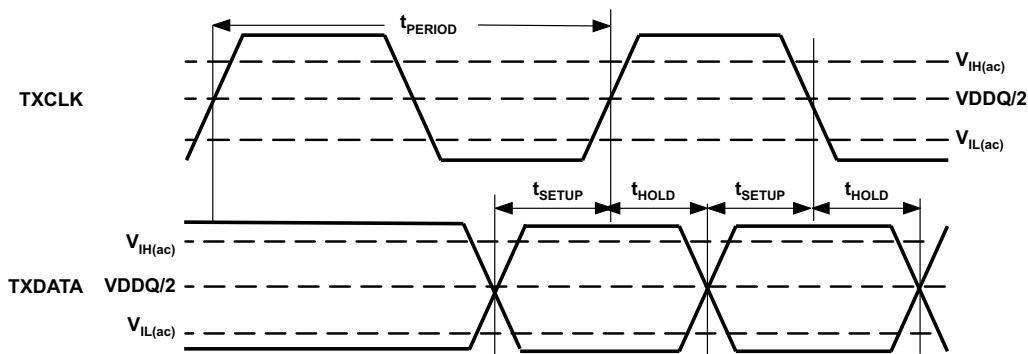 tPERIOD
VIH(ac)
TXCLK
VDDQ/2
VIL(ac)
tSETUP
tHOLD
tSETUP
tHOLD
VIH(ac)
TXDATA
VDDQ/2
VIL(ac)